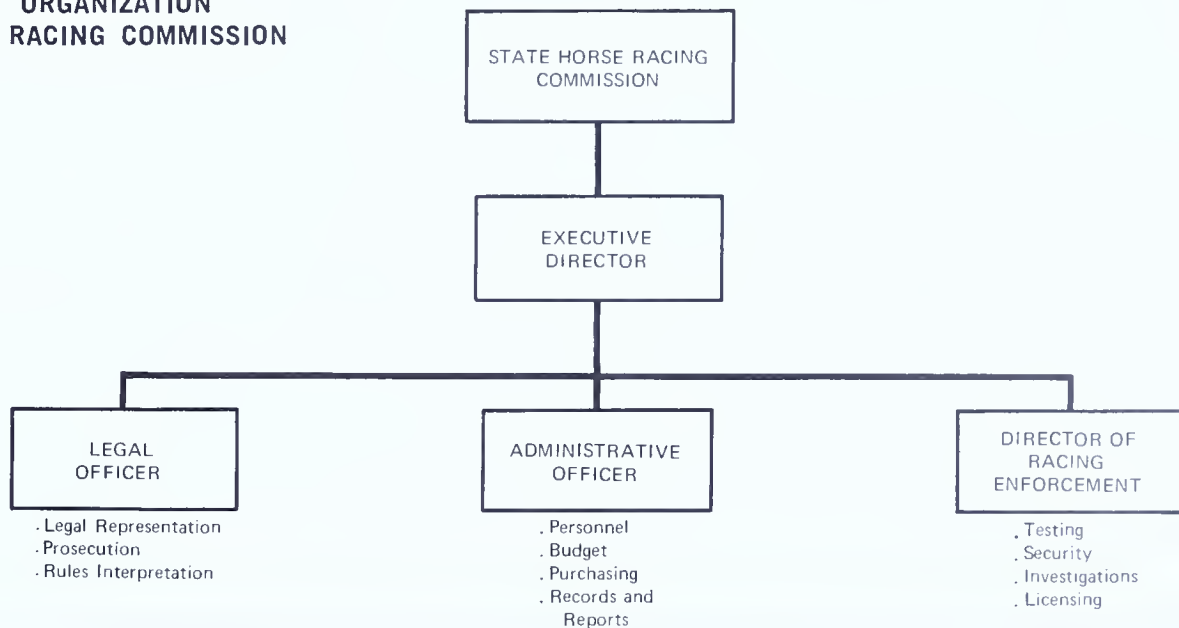 ORGANIZATION
RACING COMMISSION
STATE HORSE RACING
COMMISSION
EXECUTIVE
DIRECTOR
LEGAL
OFFICER
. Legal Representation
. Prosecution
. Rules Interpretation
ADMINISTRATIVE
OFFICER
. Personnel
. Budget
. Purchasing
. Records and
Reports
DIRECTOR OF
RACING
ENFORCEMENT
. Testing
. Security
. Investigations
. Licensing